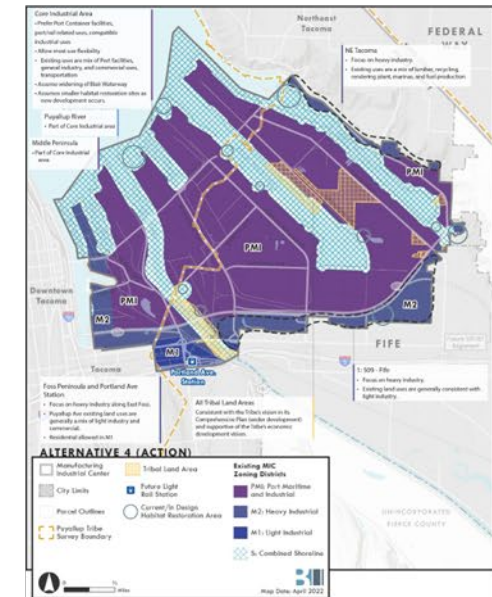 Core Industrial Area
• Prefer Port Container facilities,
port/rail related uses, compatible
industrial uses
• Allow most use flexibility
• Existing uses are mix of Port facilities,
general industry, and commercial uses,
transportation
• Assume widening of Blair Waterway
• Assumes smaller habitat restoration sites as
new development occurs.
Puyallup River
• Part of Core Industrial area
Middle Peninsula
• Part of Core Industrial
area
Northeast
Tacoma
FEDERAL
WAY
NE Tacoma
• Focus on heavy industry.
• Existing uses are a mix of lumber, recycling,
rendering plant, marinas, and fuel production
PMI
PMI
PMI
M2
M2
M1
Downtown
Tacoma
Tacoma
Portland Ave.
Station
FIFE
I-5/509 - Fife
• Focus on heavy industry.
• Existing land uses are generally consistent with
light industry.
Foss Peninsula and Portland Ave
Station
• Focus on heavy industry along East Foss.
• Puyallup Ave existing land uses are
generally a mix of light industry and
commercial.
• Residential allowed in M1
All Tribal Land Areas
Consistent with the Tribe's vision in its
Comprehensive Plan (under development)
and supportive of the Tribe's economic
development vision.
UNINCORPORATED
PIERCE COUNTY
ALTERNATIVE 4 (ACTION)
Manufacturing
Industrial Center
City Limits
Parcel Outlines
Puyallup Tribe
Survey Boundary
Tribal Land Area
Future Light
Rail Station
Current/In Design
Habitat Restoration Area
Existing MIC
Zoning Districts
PMI: Port Maritime
and Industrial
M2: Heavy Industrial
M1: Light Industrial
S: Combined Shoreline
0
miles
Map Date: April 2022